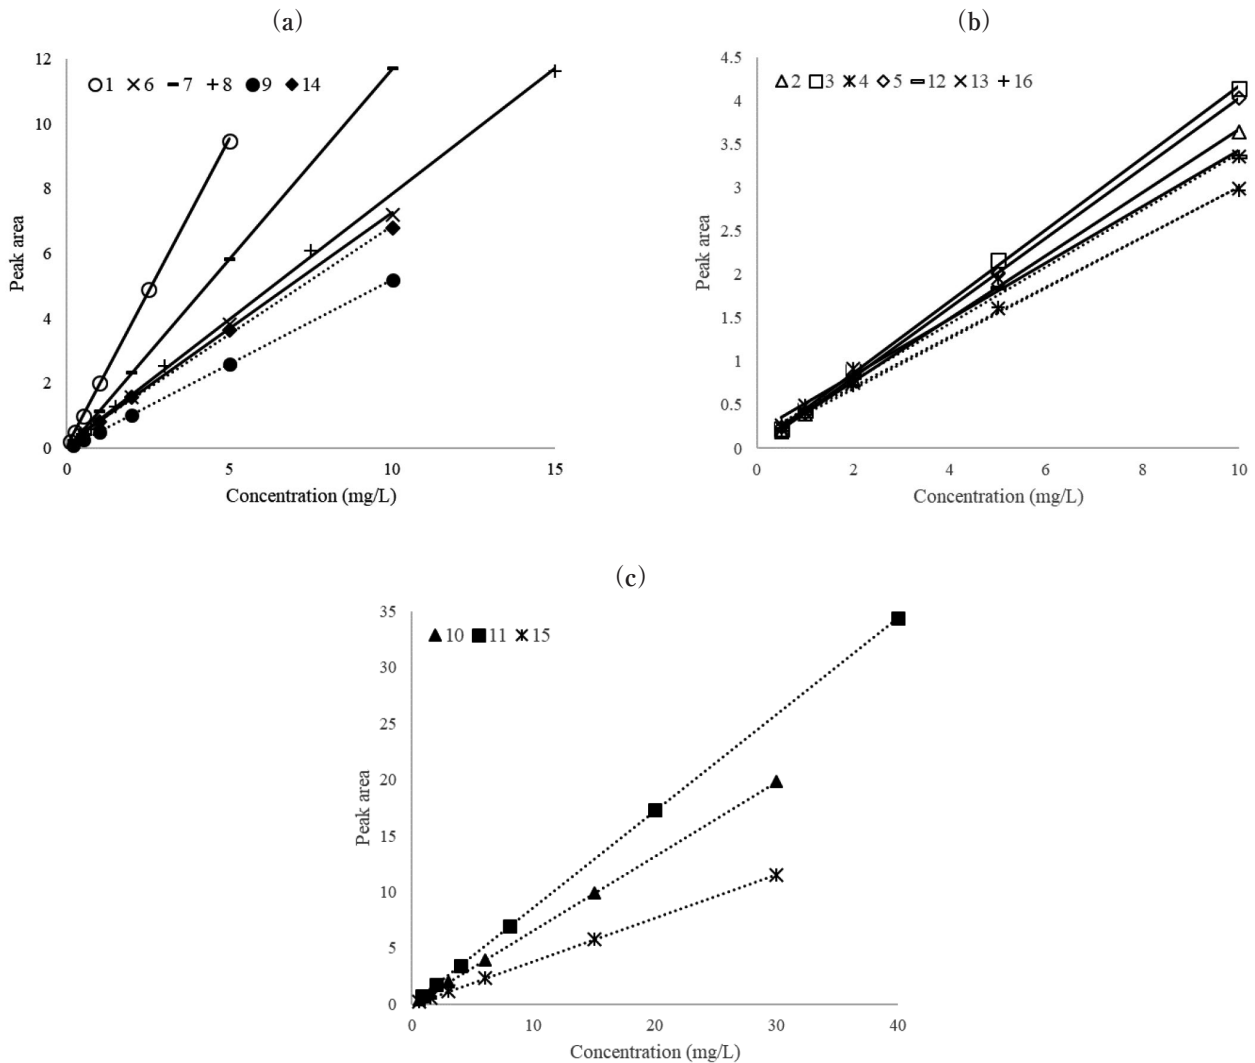 (a)
12
10
8
6
4
2
0
1 6 7 8 9 14
Peak area
0 5 10 15
Concentration (mg/L)
(b)
4.5
4
3.5
3
2.5
2
1.5
1
0.5
0
2 3 4 5 12 13 16
Peak area
0 2 4 6 8 10
Concentration (mg/L)
(c)
35
30
25
20
15
10
5
0
10 11 15
Peak area
0 10 20 30 40
Concentration (mg/L)